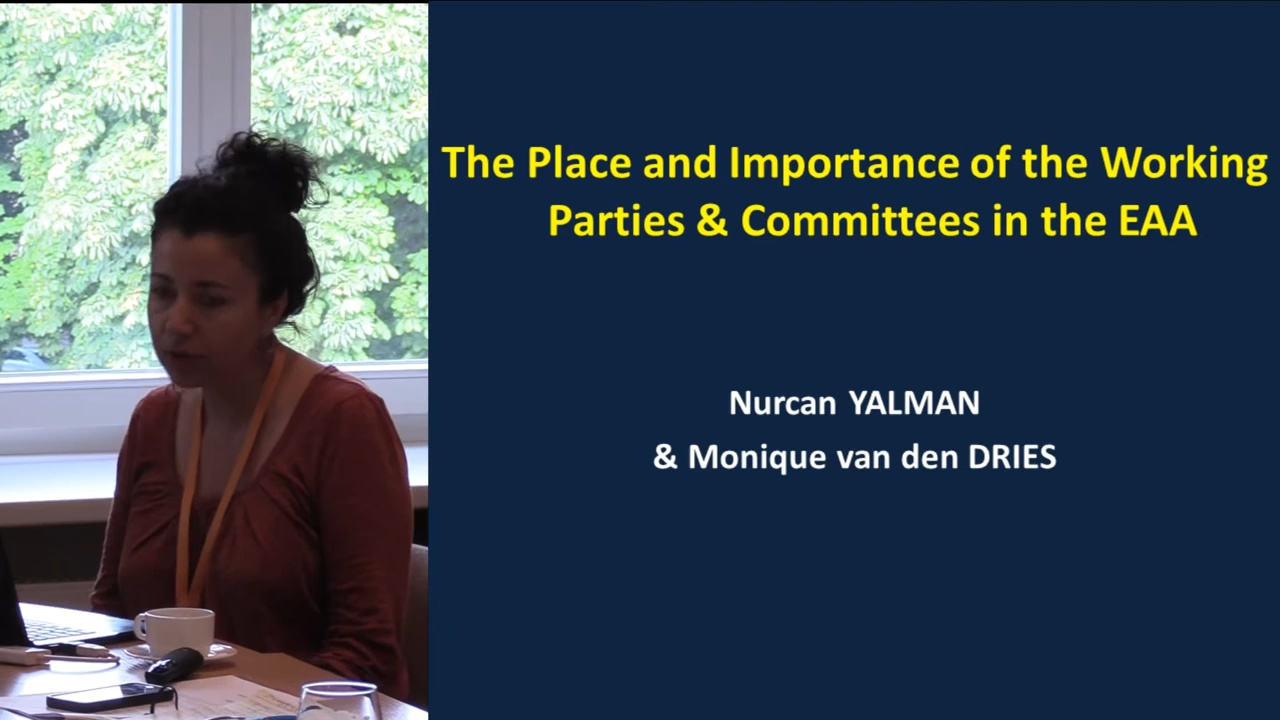 The Place and Importance of the Working
Parties & Committees in the EAA
Nurcan YALMAN
& Monique van den DRIES